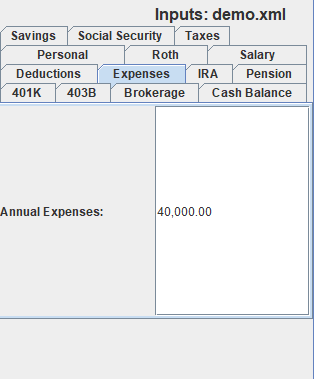 Inputs: demo.xml
Savings Social Security Taxes
Personal Roth Salary
Deductions Expenses IRA Pension
401K 403B Brokerage Cash Balance
Annual Expenses: 40,000.00